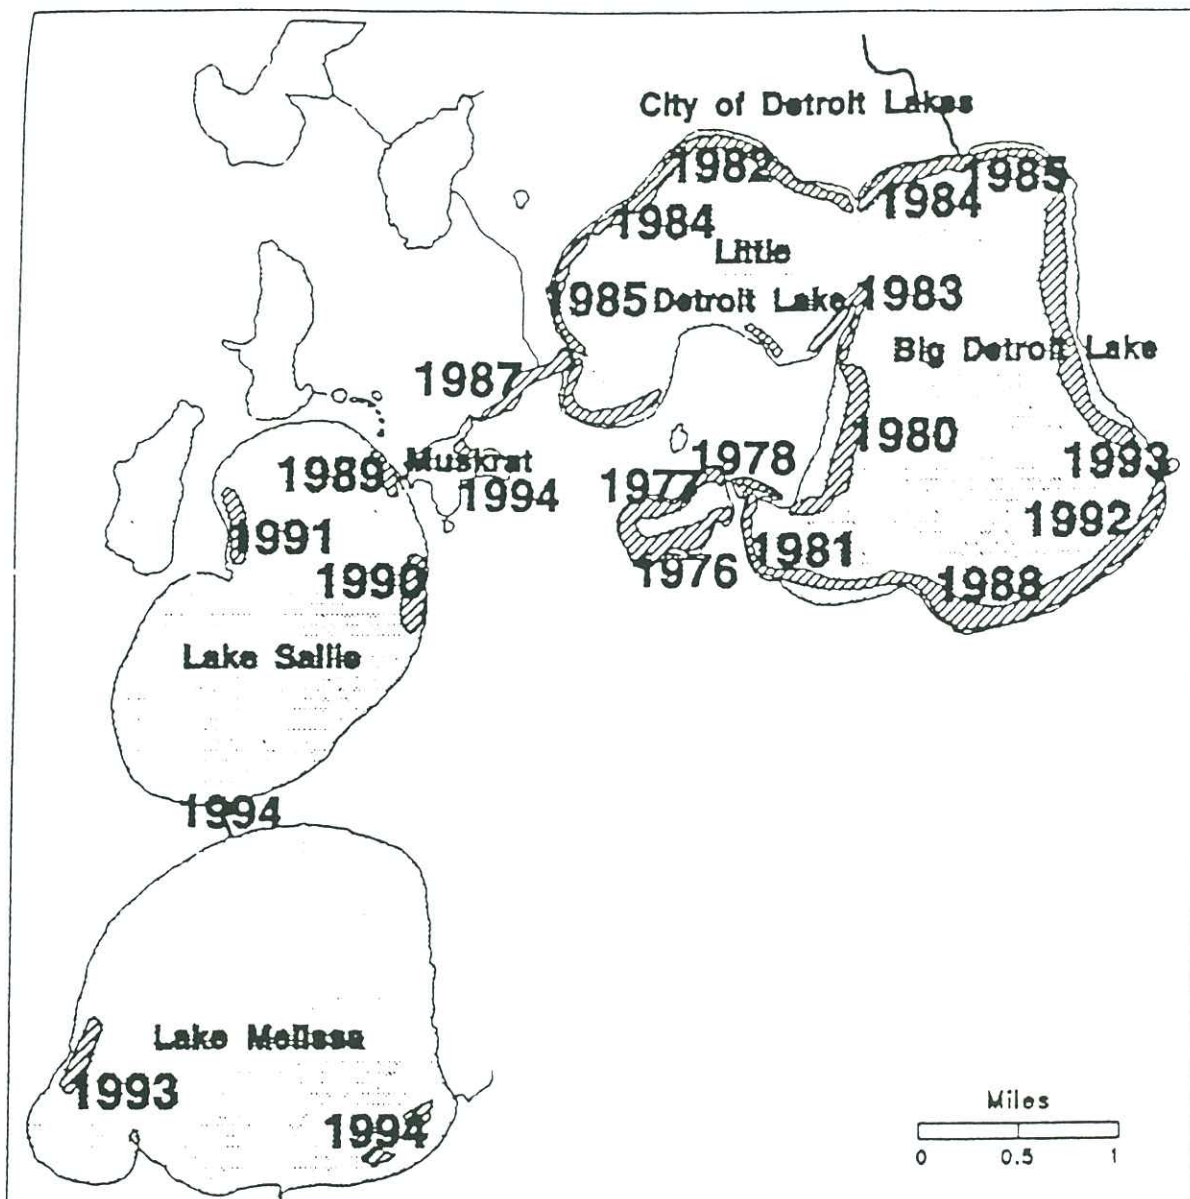 City of Detroit Lakes
1982
1985
1984
1984
Little
1985
Detroit Lake
1983
Big Detroit Lake
1987
1980
Muskrat
1978
1993
1989
1977
1994
1992
1991
1981
1990
1976
1988
Lake Sallie
1994
Lake Melissa
1993
1994
Miles
0 0.5 1